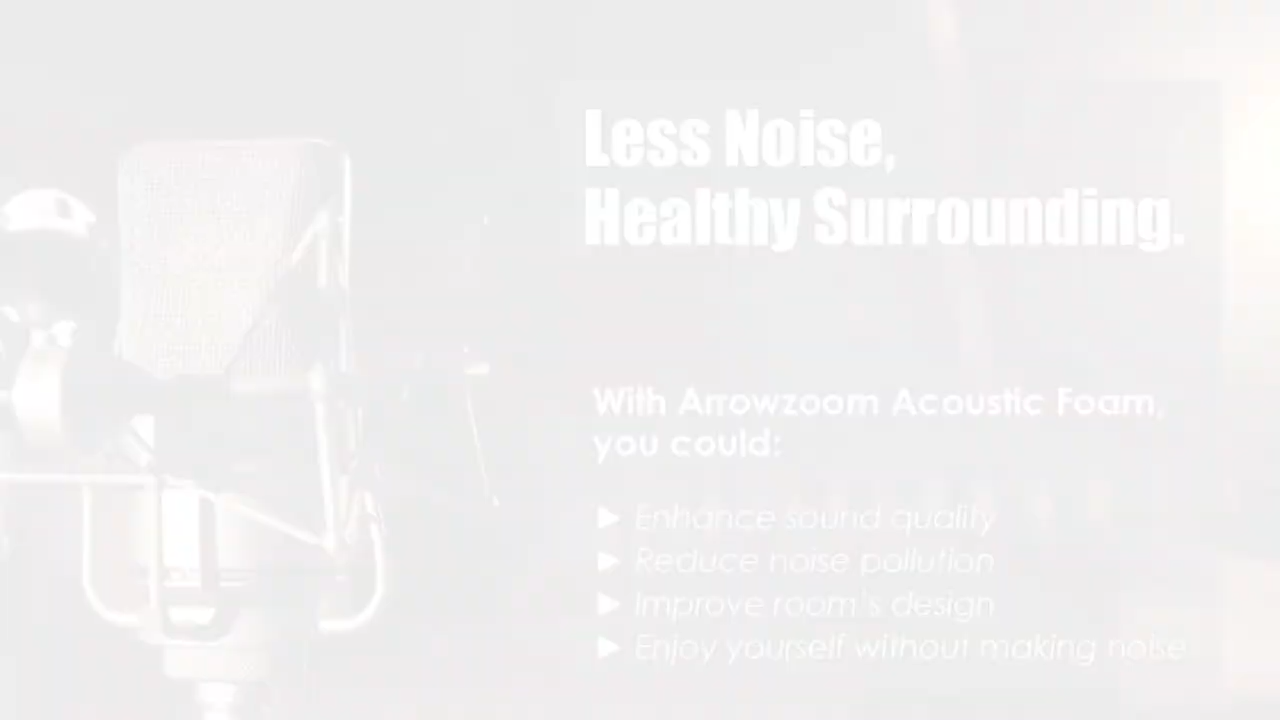 Less Noise,
Healthy Surrounding.
With Arrowzoom Acoustic Foam,
you could:
► Enhance sound quality
► Reduce noise pollution
► Improve room's design
► Enjoy yourself without making noise